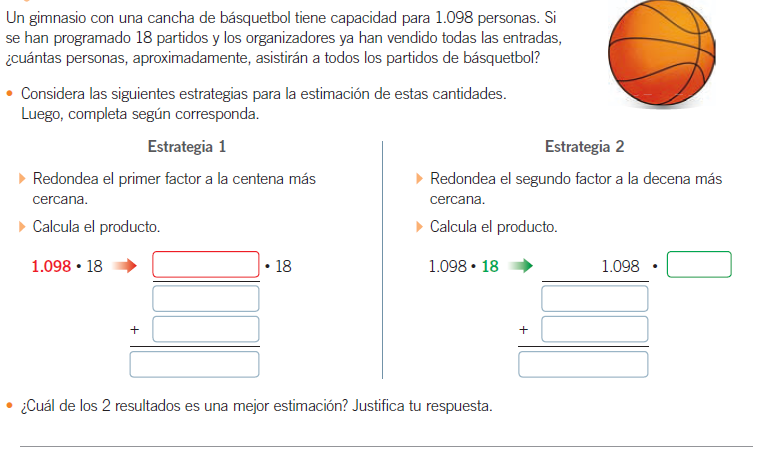 Un gimnasio con una cancha de básquetbol tiene capacidad para 1.098 personas. Si
se han programado 18 partidos y los organizadores ya han vendido todas las entradas,
¿cuántas personas, aproximadamente, asistirán a todos los partidos de básquetbol?
• Considera las siguientes estrategias para la estimación de estas cantidades.
Luego, completa según corresponda.
Estrategia 1
Redondea el primer factor a la centena más
cercana.
Calcula el producto.
1.098 • 18
• 18
+
Estrategia 2
Redondea el segundo factor a la decena más
cercana.
Calcula el producto.
1.098 • 18
1.098 •
+
• ¿Cuál de los 2 resultados es una mejor estimación? Justifica tu respuesta.